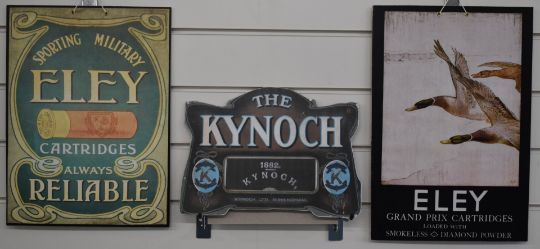 SPORTING MILITARY
ELEY
CARTRIDGES
ALWAYS
RELIABLE
THE
KYNOCH
1882.
KYNOCH,
K
K
ELEY
GRAND PRIX CARTRIDGES
LOADED WITH
SMOKELESS ◇ DIAMOND POWDER